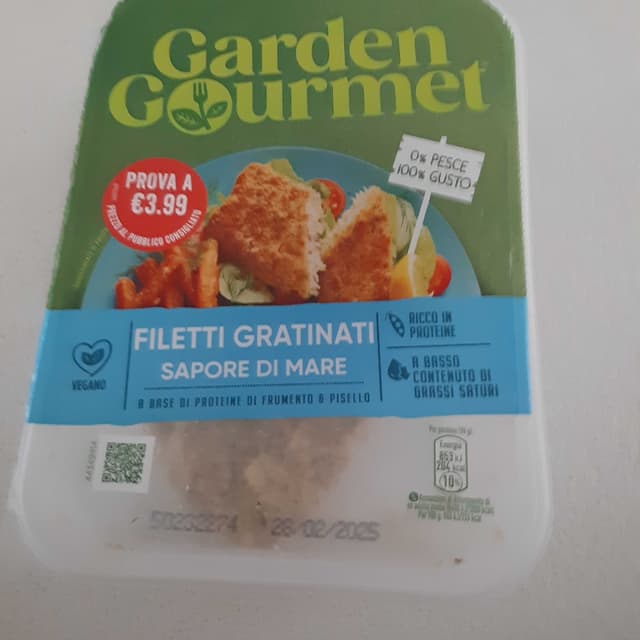 Garden
Gourmet
0% PESCE
100% GUSTO
PROVA A
€3.99
PREZZO AL PUBBLICO CONSIGLIATO
FILETTI GRATINATI
SAPORE DI MARE
A BASE DI PROTEINE DI FRUMENTO & PISELLO
VEGANO
RICCO IN
PROTEINE
A BASSO
CONTENUTO DI
GRASSI SATURI
Energia
853 kJ
204 kcal
10%
50232274 28/02/2025